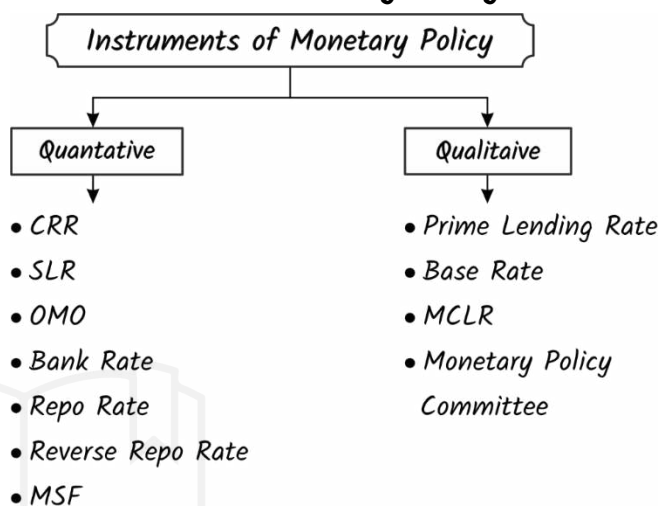 Instruments of Monetary Policy
Quantative
Qualitaive
• CRR
• SLR
• OMO
• Bank Rate
• Repo Rate
• Reverse Repo Rate
• MSF
• Prime Lending Rate
• Base Rate
• MCLR
• Monetary Policy
Committee